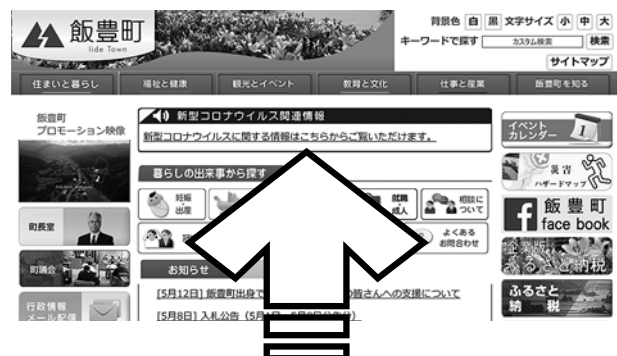 飯豊町
Iide Town
背景色 白 黒 文字サイズ 小 中 大
キーワードで探す カスタム検索 検索
サイトマップ
住まいと暮らし 福祉と健康 観光とイベント 教育と文化 仕事と産業 飯豊町を知る
飯豊町
プロモーション映像
新型コロナウイルス関連情報
新型コロナウイルスに関する情報はこちらからご覧いただけます。
イベント
カレンダー
1
暮らしの出来事から探す
災害
ハザードマップ
妊娠
出産
就職
成人
相談に
ついて
町長室
飯豊町
face book
よくある
お問合わせ
町議会
企業版
ふるさと納税
お知らせ
[5月12日] 飯豊町出身で
の皆さんへの支援について
行政情報
メール配信
[5月8日] 入札公告
ふるさと
納 税